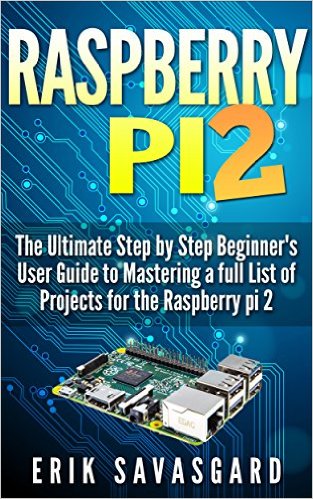 RASPBERRY
PI2
The Ultimate Step by Step Beginner's
User Guide to Mastering a full List of
Projects for the Raspberry pi 2
ERIK SAVASGARD